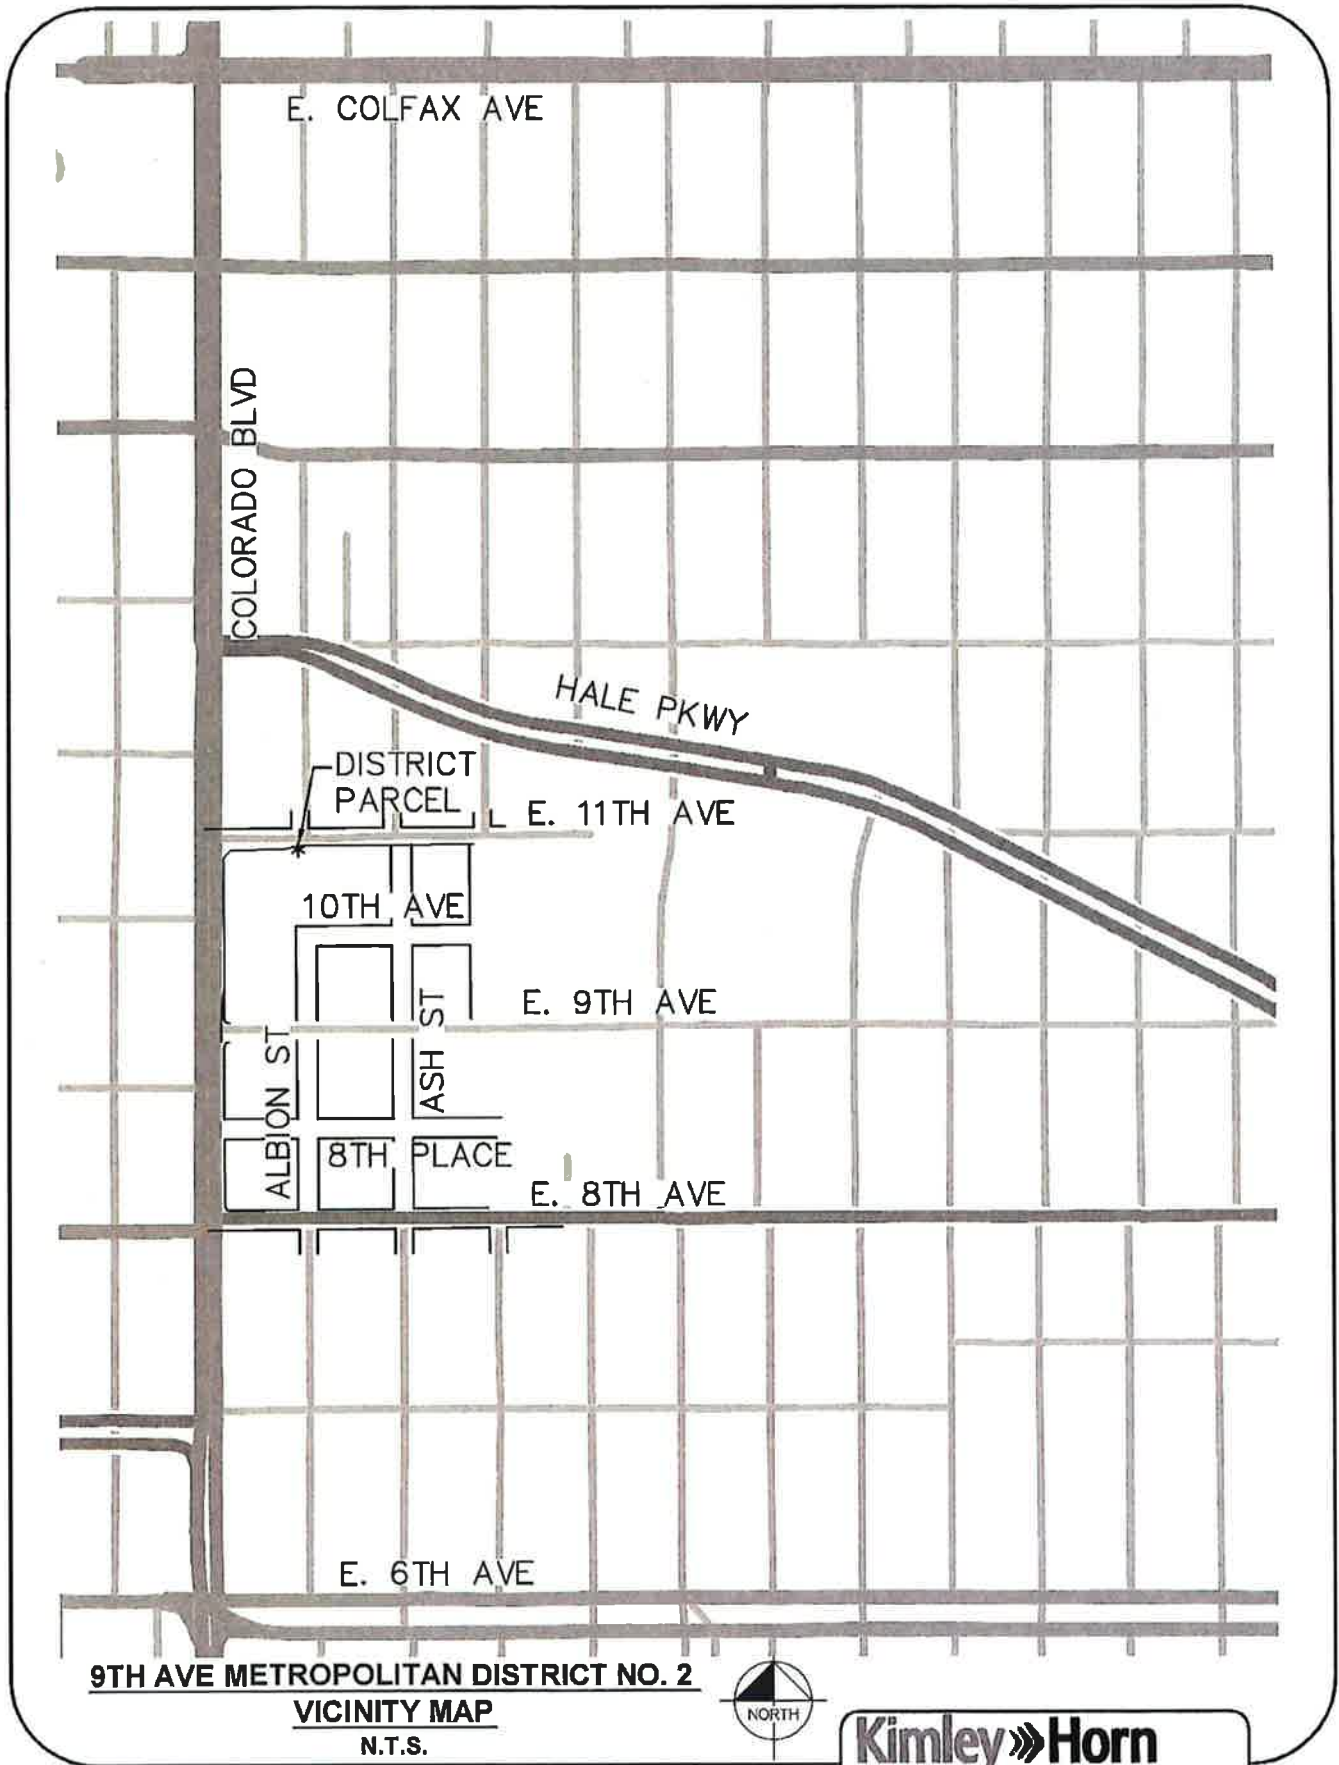 E. COLFAX AVE
COLORADO BLVD
HALE PKWY
DISTRICT
PARCEL
E. 11TH AVE
10TH AVE
E. 9TH AVE
ASH ST
ALBION ST
8TH PLACE
E. 8TH AVE
E. 6TH AVE
9TH AVE METROPOLITAN DISTRICT NO. 2
VICINITY MAP
N.T.S.
NORTH
Kimley»Horn